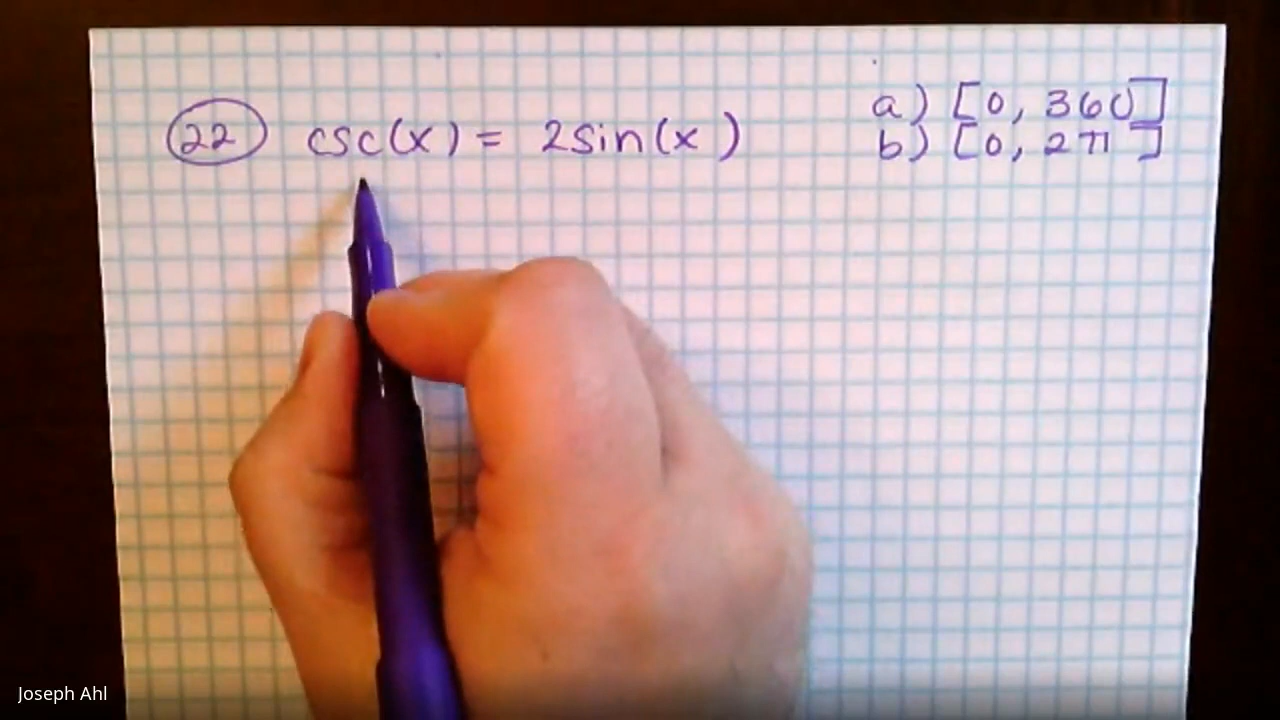 22 csc(x) = 2sin(x)
a) [0, 360]
b) [0, 2π]
Joseph Ahl